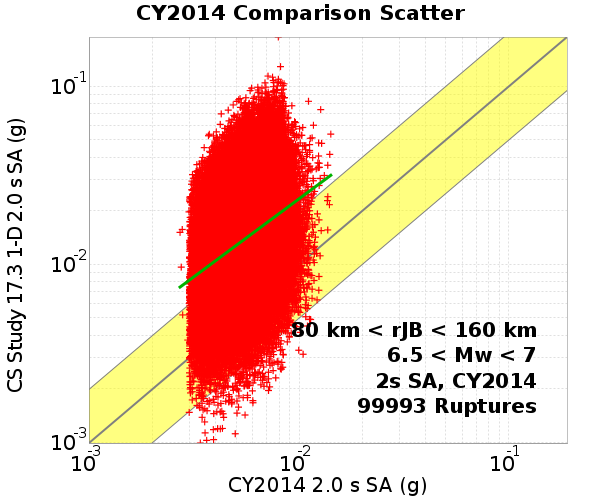 CY2014 Comparison Scatter
CS Study 17.3 1-D 2.0 s SA (g)
10-1
10-2
10-3
80 km < rJB < 160 km
6.5 < Mw < 7
2s SA, CY2014
99993 Ruptures
10-3 10-2 10-1
CY2014 2.0 s SA (g)